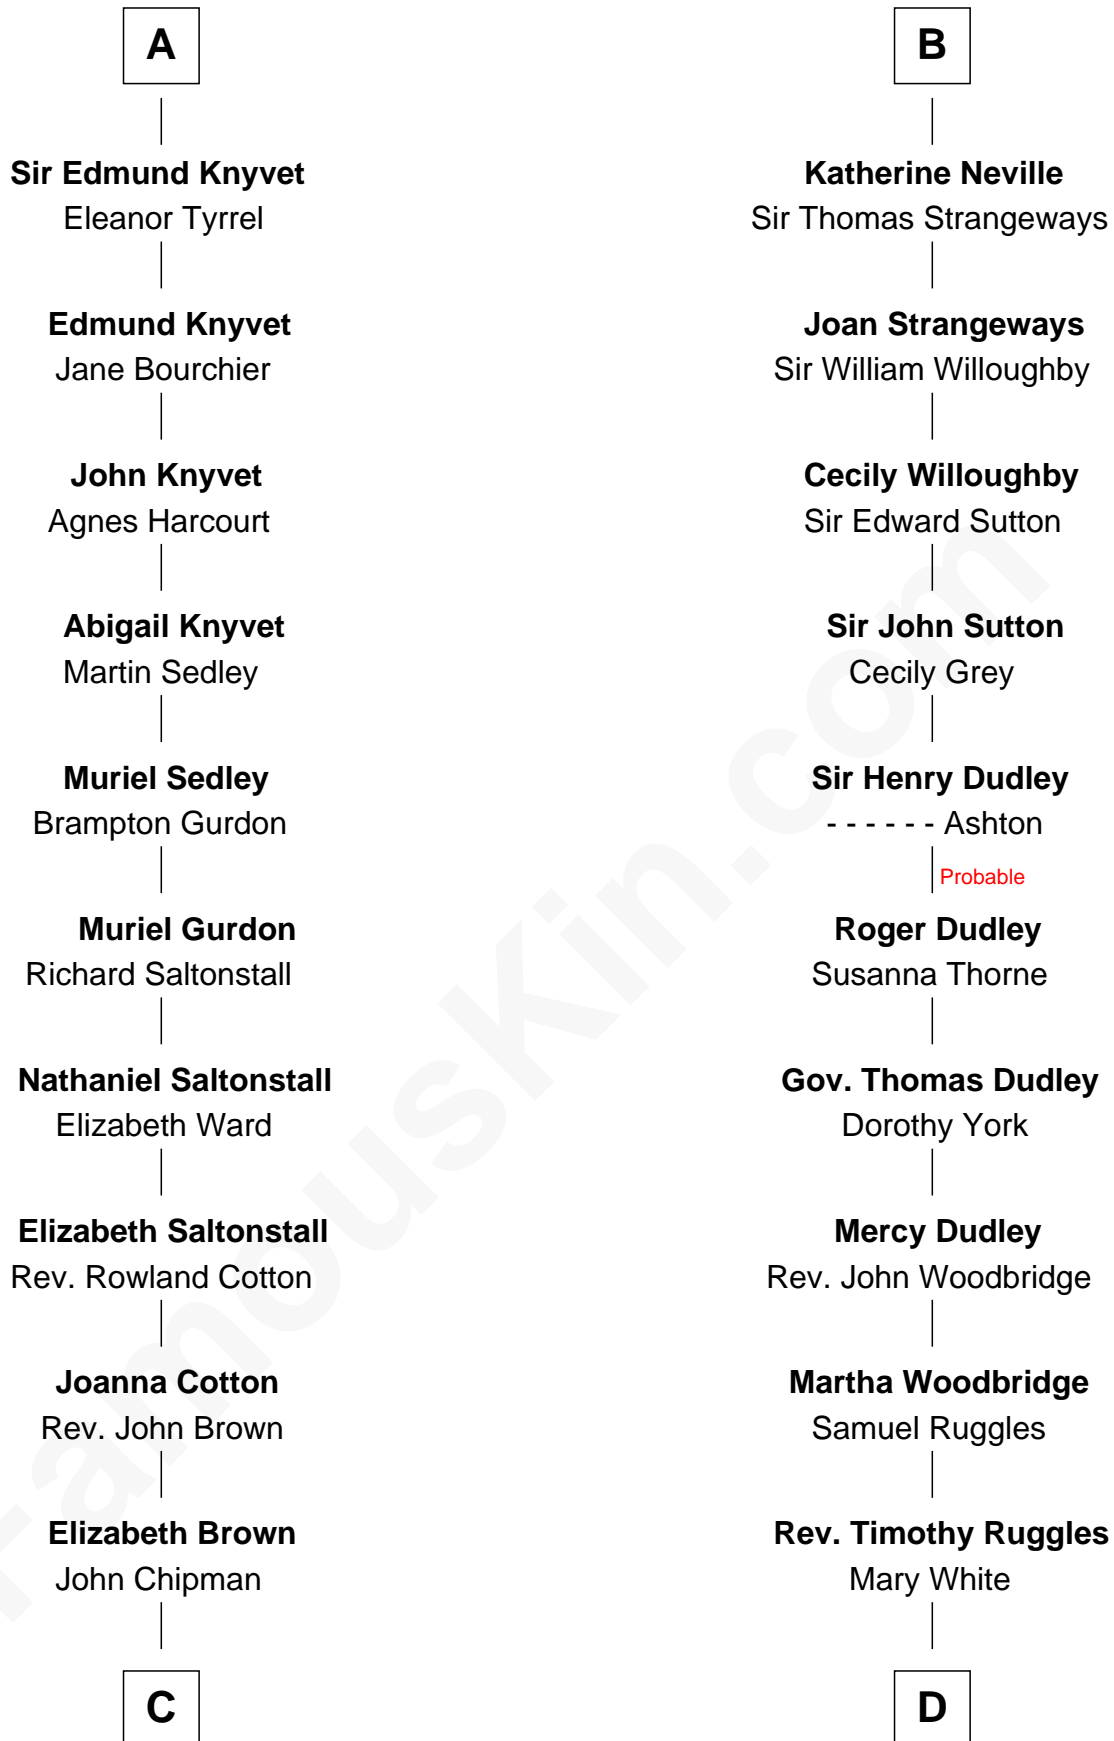 A
Sir Edmund Knyvet
Eleanor Tyrrel
Edmund Knyvet
Jane Bourchier
John Knyvet
Agnes Harcourt
Abigail Knyvet
Martin Sedley
Muriel Sedley
Brampton Gurdon
Muriel Gurdon
Richard Saltonstall
Nathaniel Saltonstall
Elizabeth Ward
Elizabeth Saltonstall
Rev. Rowland Cotton
Joanna Cotton
Rev. John Brown
Elizabeth Brown
John Chipman
C
B
Katherine Neville
Sir Thomas Strangeways
Joan Strangeways
Sir William Willoughby
Cecily Willoughby
Sir Edward Sutton
Sir John Sutton
Cecily Grey
Sir Henry Dudley
- - - - - - Ashton
Probable
Roger Dudley
Susanna Thorne
Gov. Thomas Dudley
Dorothy York
Mercy Dudley
Rev. John Woodbridge
Martha Woodbridge
Samuel Ruggles
Rev. Timothy Ruggles
Mary White
D
FamousKin.com